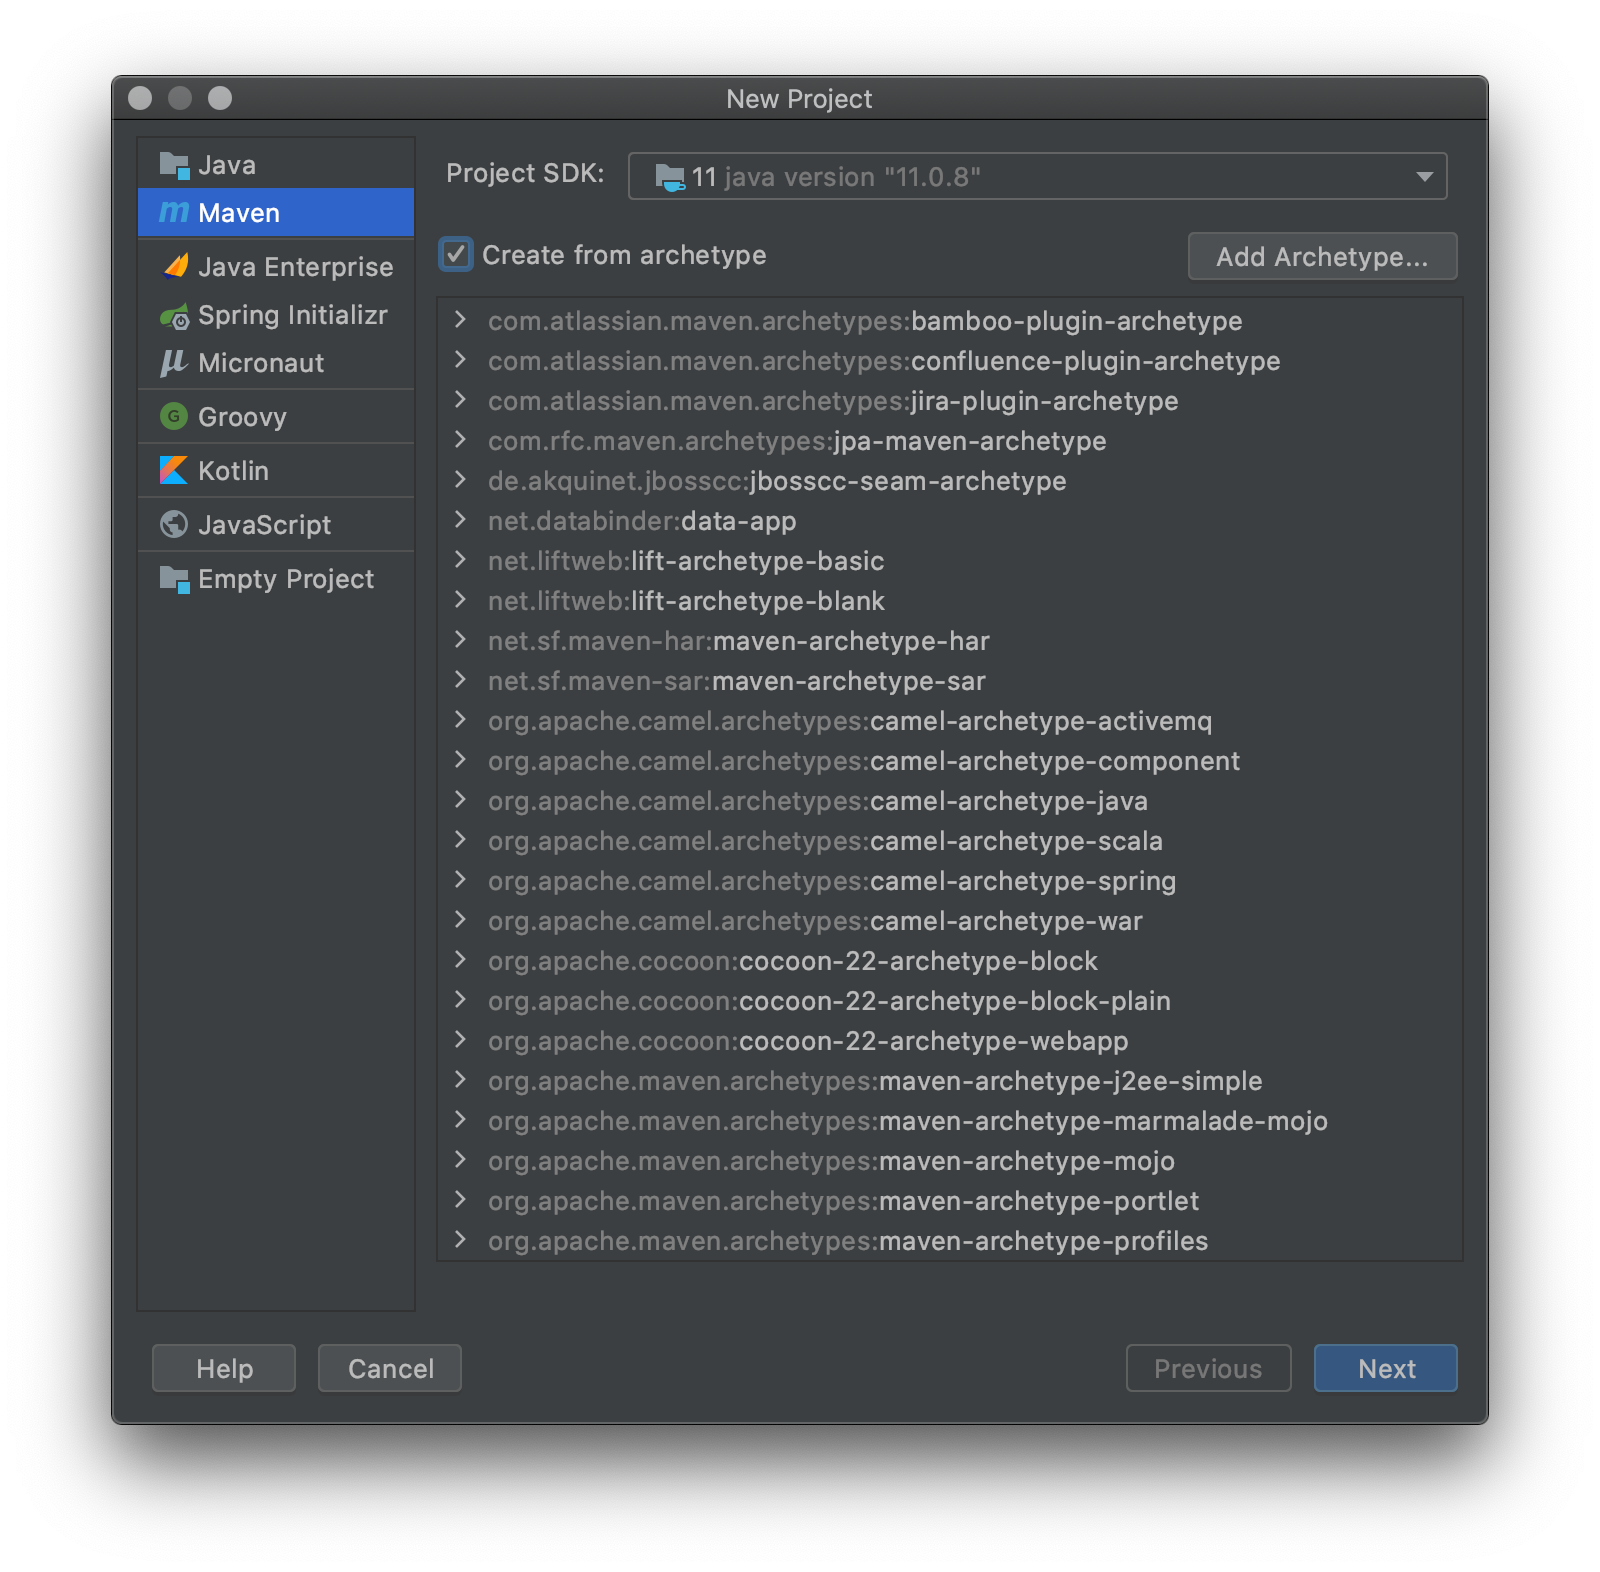 New Project
Java
Maven
Java Enterprise
Spring Initializr
Micronaut
Groovy
Kotlin
JavaScript
Empty Project
Project SDK: 11 java version "11.0.8"
Create from archetype
Add Archetype...
com.atlassian.maven.archetypes:bamboo-plugin-archetype
com.atlassian.maven.archetypes:confluence-plugin-archetype
com.atlassian.maven.archetypes:jira-plugin-archetype
com.rfc.maven.archetypes:jpa-maven-archetype
de.akquinet.jbosscc:jbosscc-seam-archetype
net.databinder:data-app
net.liftweb:lift-archetype-basic
net.liftweb:lift-archetype-blank
net.sf.maven-har:maven-archetype-har
net.sf.maven-sar:maven-archetype-sar
org.apache.camel.archetypes:camel-archetype-activemq
org.apache.camel.archetypes:camel-archetype-component
org.apache.camel.archetypes:camel-archetype-java
org.apache.camel.archetypes:camel-archetype-scala
org.apache.camel.archetypes:camel-archetype-spring
org.apache.camel.archetypes:camel-archetype-war
org.apache.cocoon:cocoon-22-archetype-block
org.apache.cocoon:cocoon-22-archetype-block-plain
org.apache.cocoon:cocoon-22-archetype-webapp
org.apache.maven.archetypes:maven-archetype-j2ee-simple
org.apache.maven.archetypes:maven-archetype-marmalade-mojo
org.apache.maven.archetypes:maven-archetype-mojo
org.apache.maven.archetypes:maven-archetype-portlet
org.apache.maven.archetypes:maven-archetype-profiles
Help
Cancel
Previous
Next